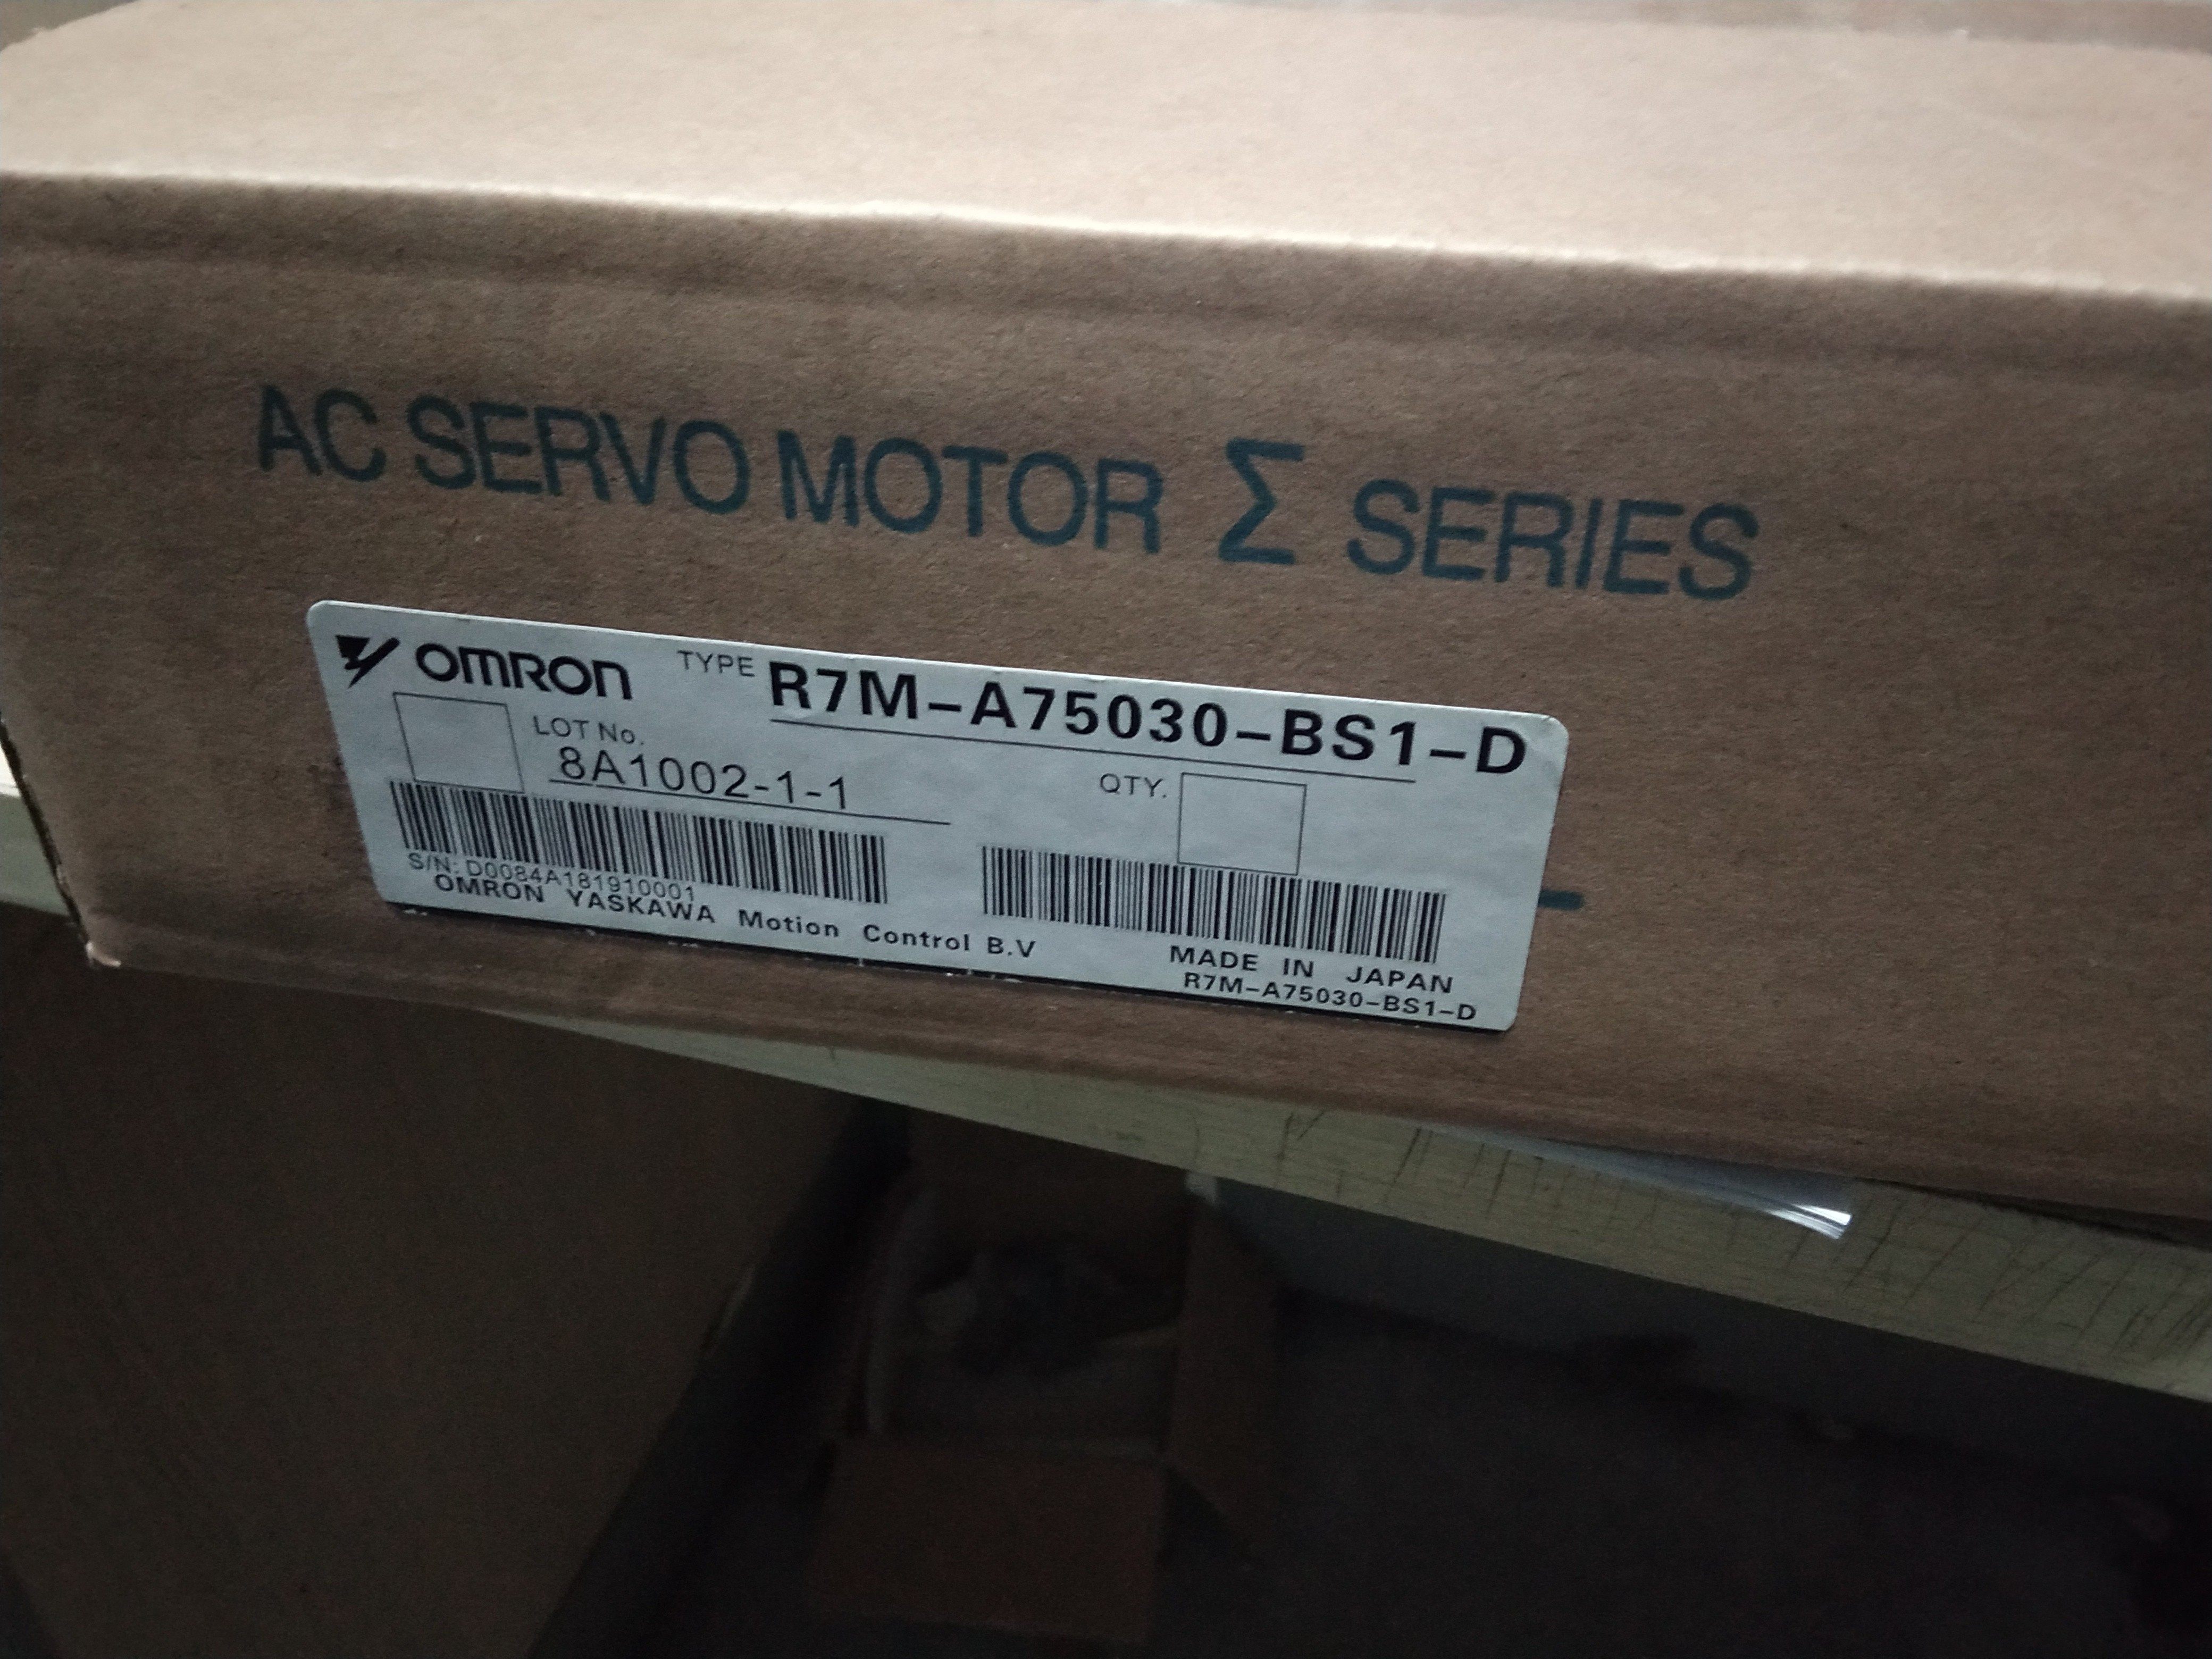 AC SERVO MOTOR Σ SERIES
OMRON TYPE R7M-A75030-BS1-D
LOT No.
8A1002-1-1
QTY.
S/N: D0084A181910001
OMRON YASKAWA Motion Control B.V
MADE IN JAPAN
R7M-A75030-BS1-D